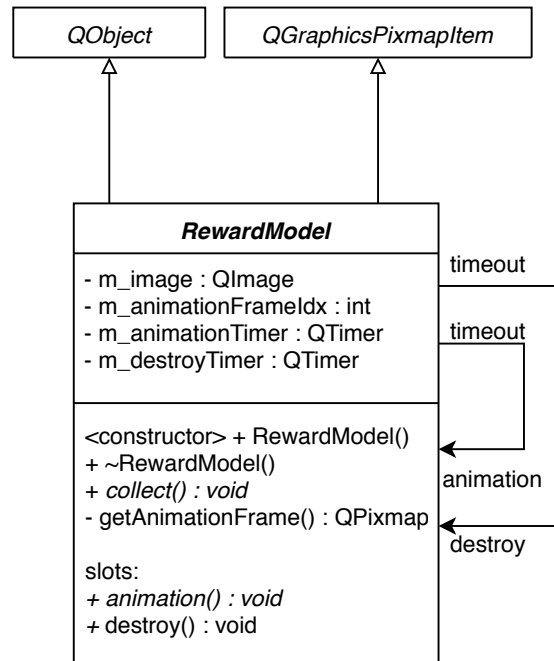 QObject
QGraphicsPixmapItem
RewardModel
- m_image : QImage
- m_animationFrameIdx : int
- m_animationTimer : QTimer
- m_destroyTimer : QTimer
timeout
timeout
<constructor> + RewardModel()
+ ~RewardModel()
+ collect() : void
- getAnimationFrame() : QPixmap
animation
destroy
slots:
+ animation() : void
+ destroy() : void